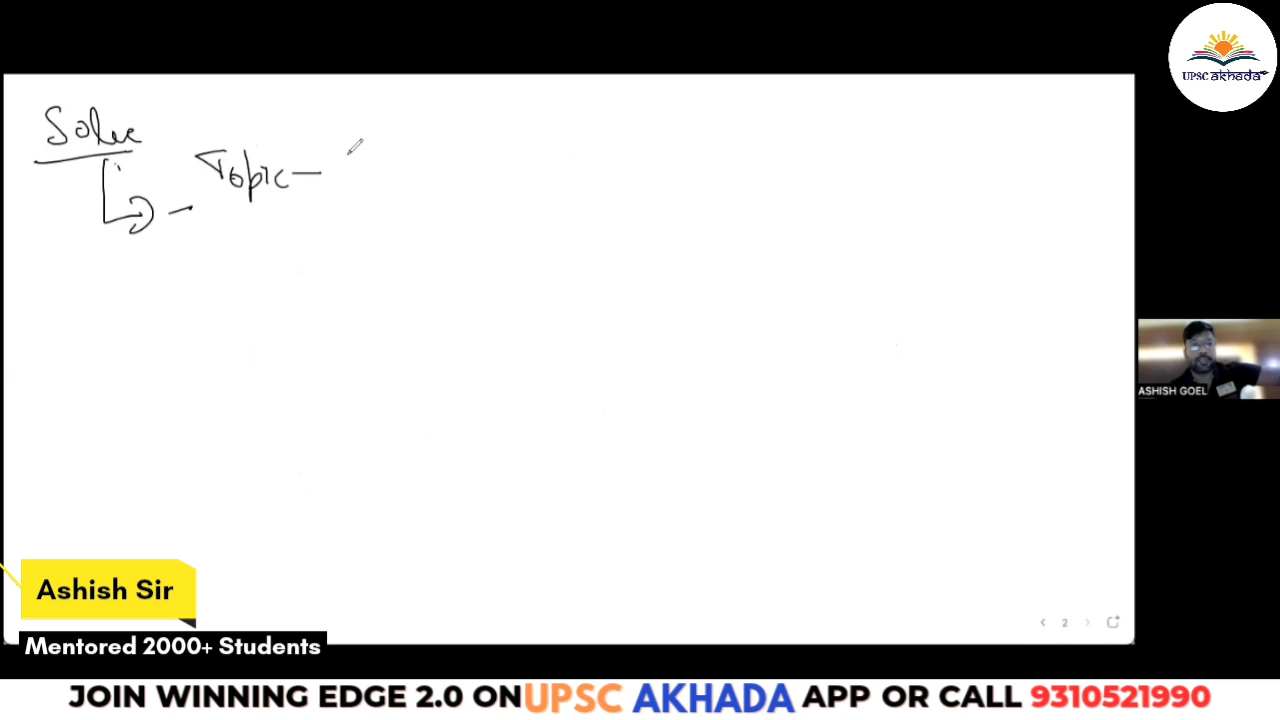 UPSC akhada
Solve
- Topic -
ASHISH GOEL
2
Ashish Sir
Mentored 2000+ Students
JOIN WINNING EDGE 2.0 ON UPSC AKHADA APP OR CALL 9310521990